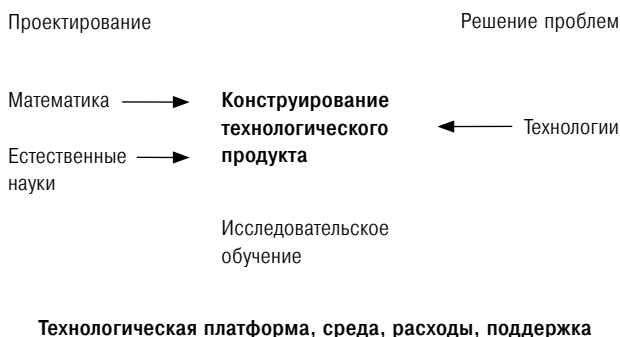 Проектирование
Решение проблем
Математика
Конструирование
технологического
продукта
Технологии
Естественные
науки
Исследовательское
обучение
Технологическая платформа, среда, расходы, поддержка